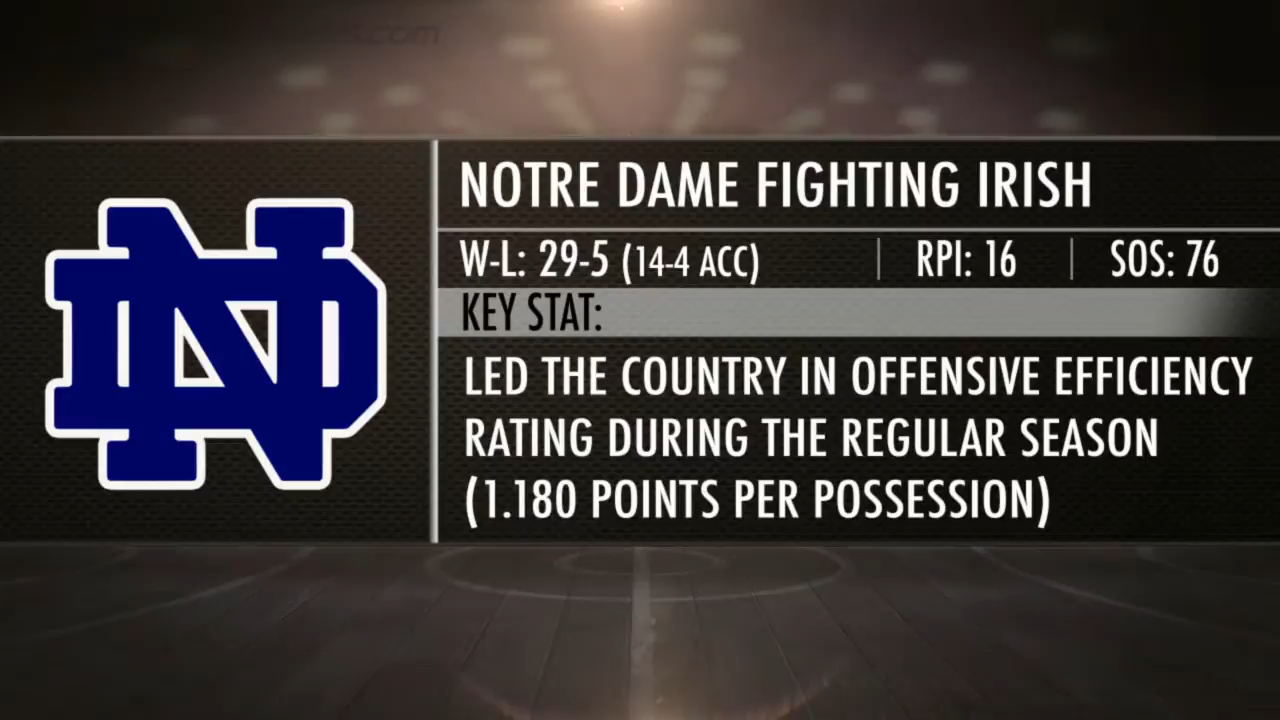 NOTRE DAME FIGHTING IRISH
W-L: 29-5 (14-4 ACC) | RPI: 16 | SOS: 76
KEY STAT:
LED THE COUNTRY IN OFFENSIVE EFFICIENCY
RATING DURING THE REGULAR SEASON
(1.180 POINTS PER POSSESSION)
ND